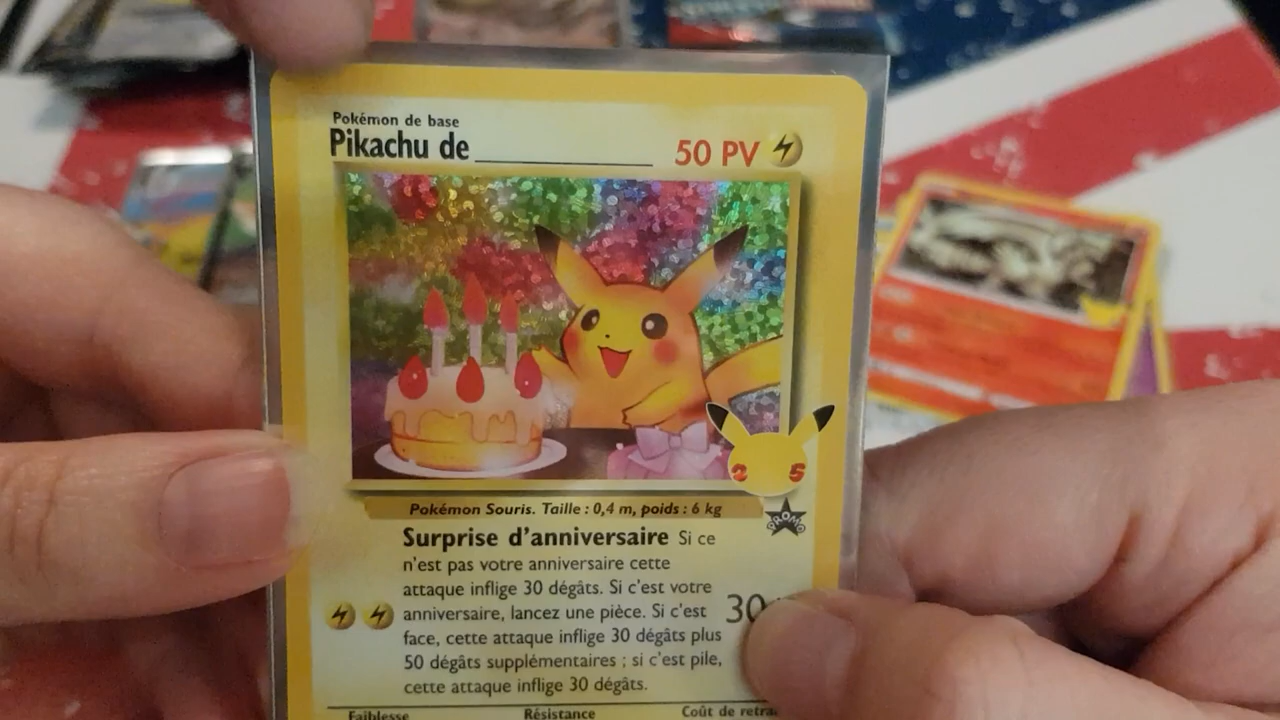 Pokémon de base
Pikachu de
50 PV
2 5
Pokémon Souris. Taille : 0,4 m, poids : 6 kg
PROMO
Surprise d'anniversaire Si ce
n'est pas votre anniversaire cette
attaque inflige 30 dégâts. Si c'est votre
anniversaire, lancez une pièce. Si c'est
face, cette attaque inflige 30 dégâts plus
50 dégâts supplémentaires ; si c'est pile,
cette attaque inflige 30 dégâts.
30
Faiblesse Résistance Coût de